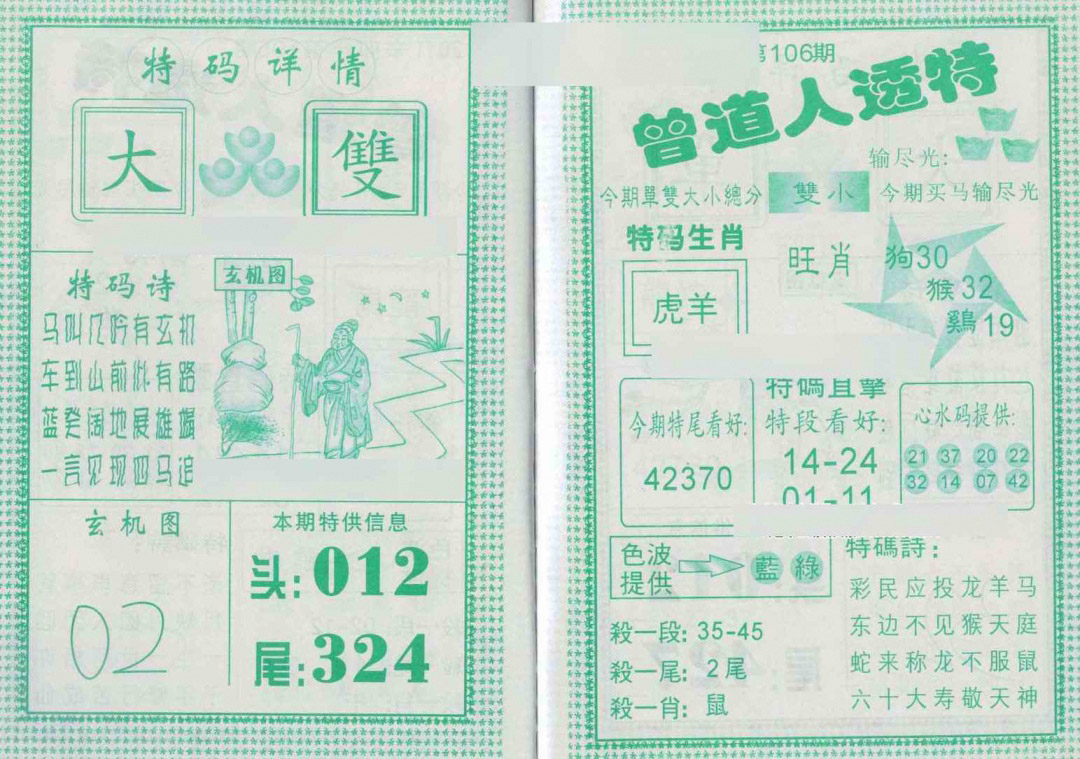 特码详情
大
雙
特码诗
马叫几吟有玄机
车到山前必有路
蓝癸阔地展雄
一言见现四马追
玄机图
玄机图
02
本期特供信息
头:012
尾:324
第106期
曾道人透特
输尽光:
今期單雙大小總分
雙小
今期买马输尽光
特码生肖
虎羊
旺肖
狗30
猴32
鷄19
今期特尾看好:
42370
特碼直擊
特段看好:
14-24
01-11
心水码提供:
21 37 20 22
32 14 07 42
色波
提供
藍綠
殺一段: 35-45
殺一尾: 2尾
殺一肖: 鼠
特碼詩:
彩民应投龙羊马
东边不见猴天庭
蛇来称龙不服鼠
六十大寿敬天神